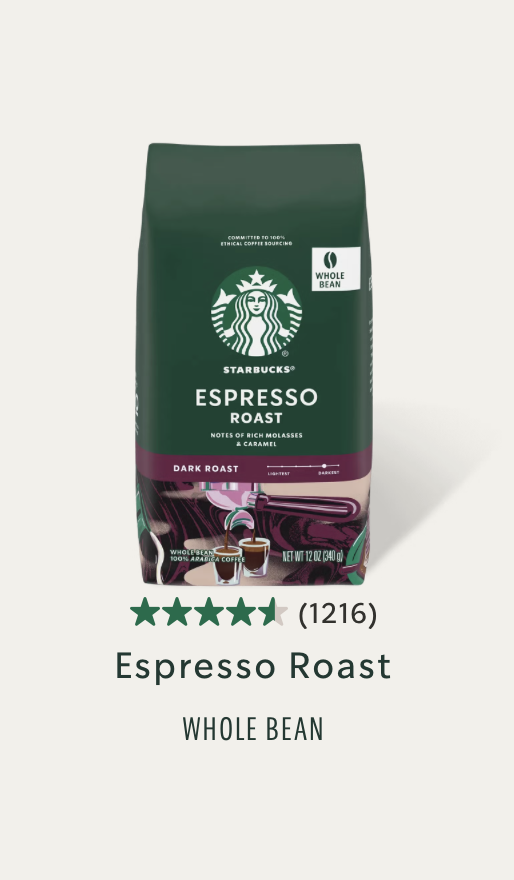 COMMITTED TO 100%
ETHICAL COFFEE SOURCING
WHOLE
BEAN
STARBUCKS®
ESPRESSO
ROAST
NOTES OF RICH MOLASSES
& CARAMEL
DARK ROAST
LIGHTEST DARKEST
WHOLE BEAN
100% ARABICA COFFEE
NET WT 12 OZ (340 g)
(1216)
Espresso Roast
WHOLE BEAN